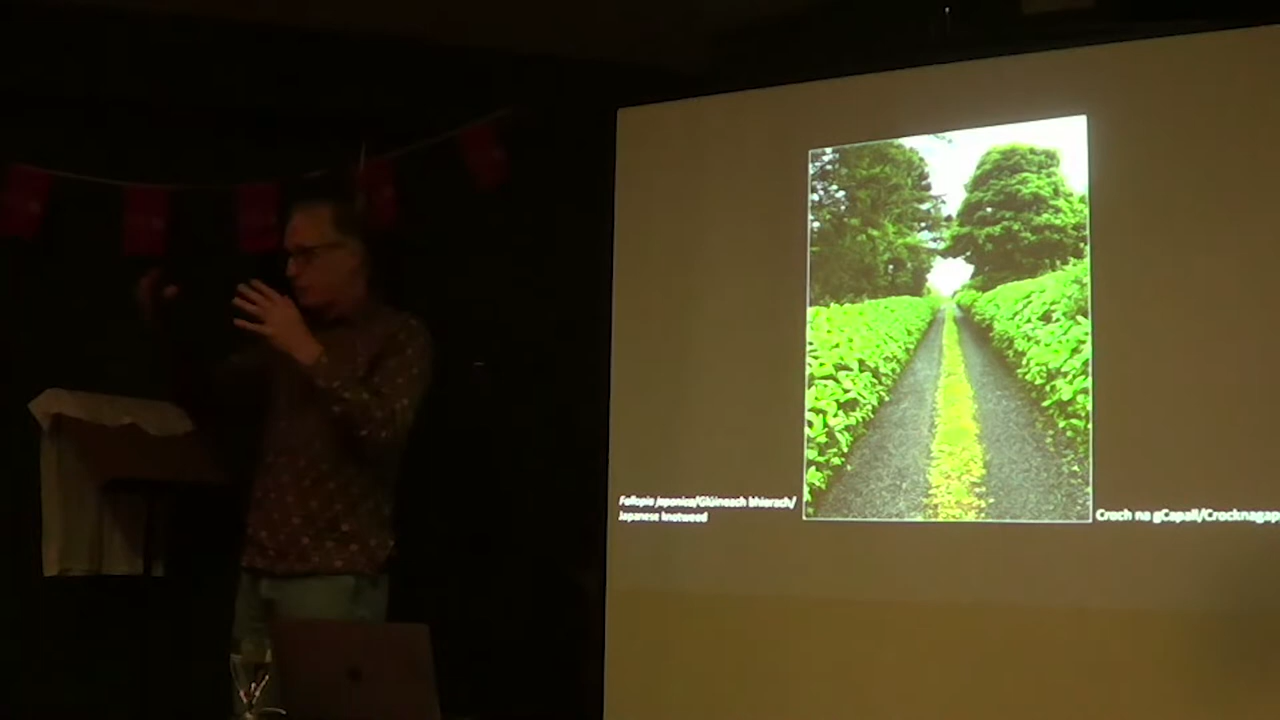 Fallopia japonica/Glúineach bhiorach/
Japanese knotweed
Croch na gCapall/Crocknagap